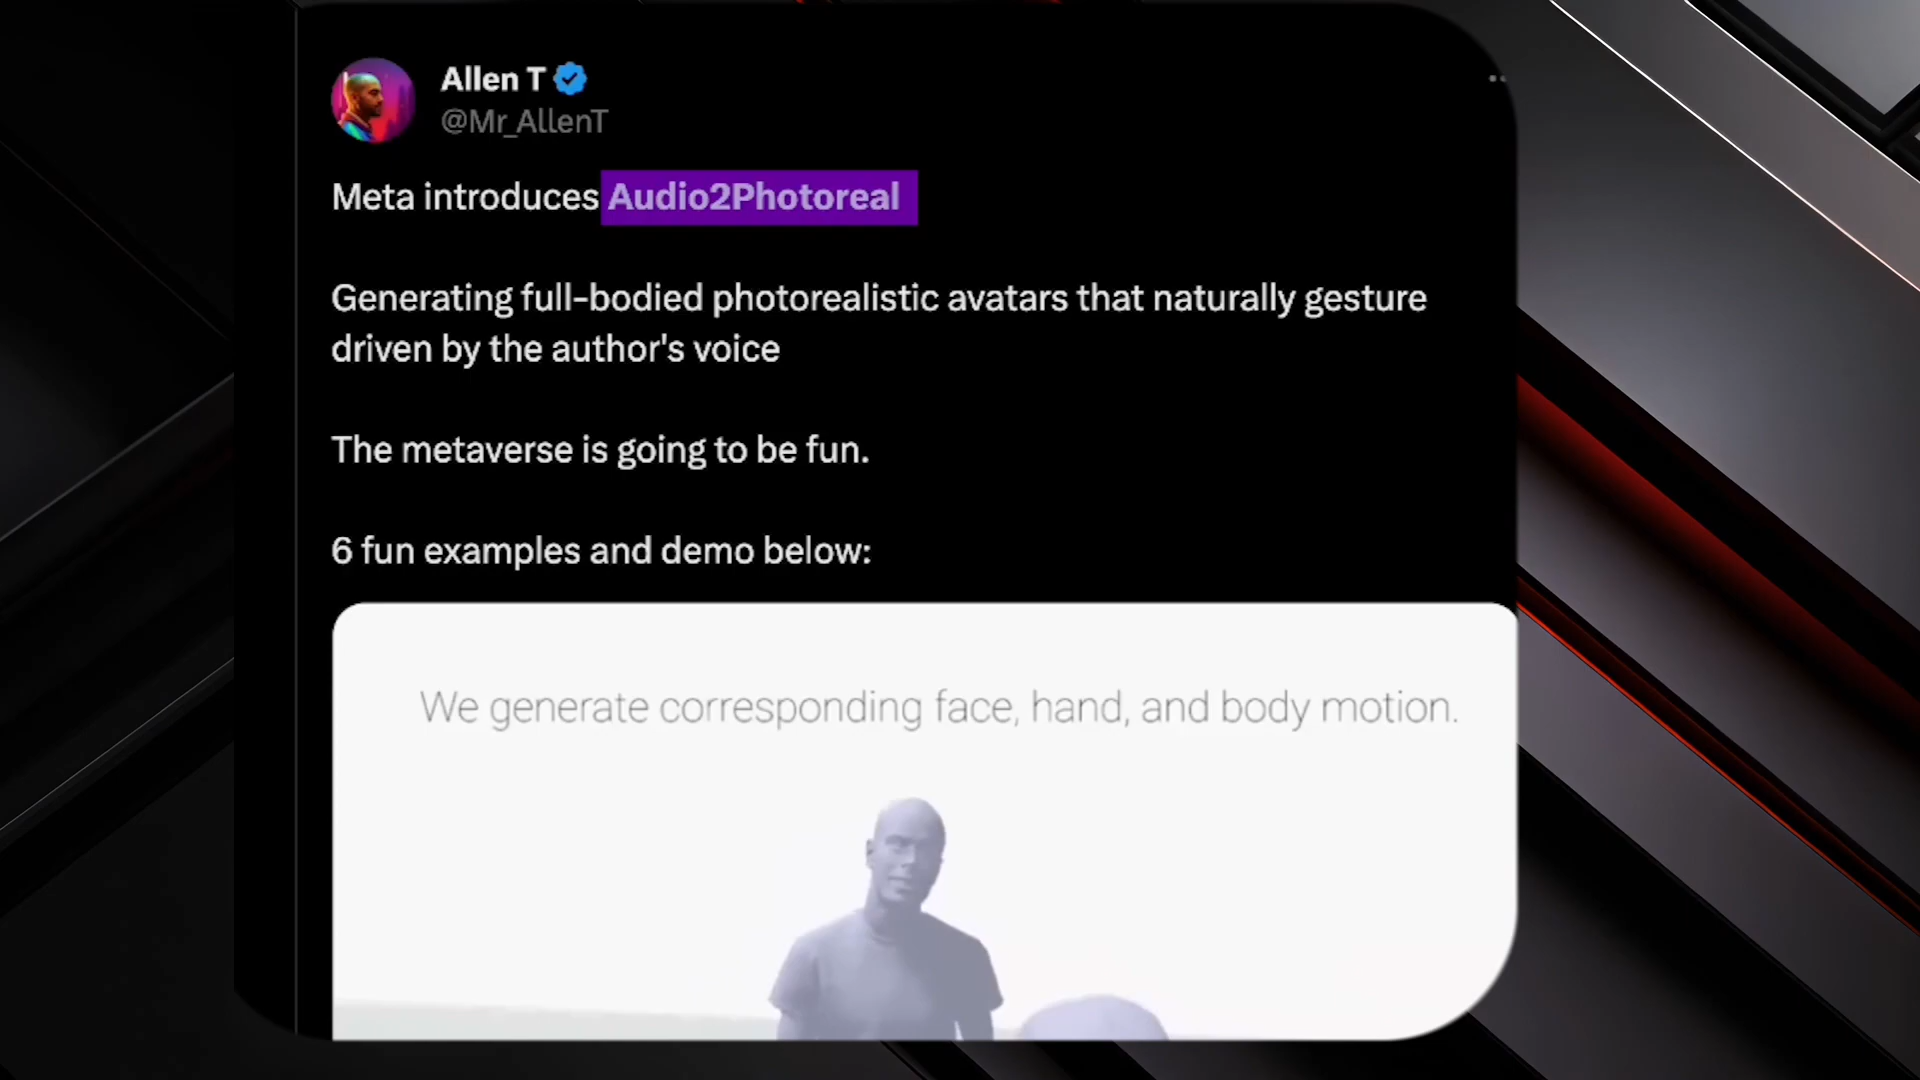 Allen T
@Mr_AllenT
Meta introduces Audio2Photoreal
Generating full-bodied photorealistic avatars that naturally gesture
driven by the author's voice
The metaverse is going to be fun.
6 fun examples and demo below:
We generate corresponding face, hand, and body motion.